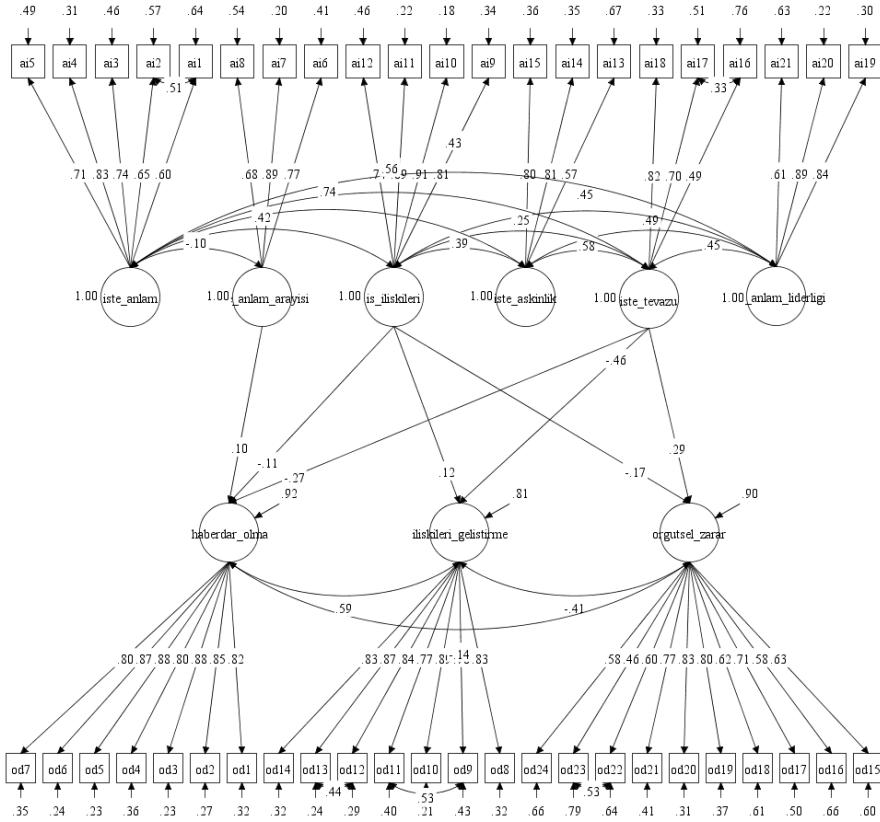 .49 .31 .46 .57 .64 .54 .20 .41 .46 .22 .18 .34 .36 .35 .67 .33 .51 .76 .63 .22 .30
ai5 ai4 ai3 ai2 ai1 ai8 ai7 ai6 ai12 ai11 ai10 ai9 ai15 ai14 ai13 ai18 ai17 ai16 ai21 ai20 ai19
.51 .33
.43
.71 .83 .74 .65 .60 .68 .89 .77 .56 .91 .81 .80 .81 .57 .82 .70 .49 .61 .89 .84
.74 .45
.42 .25 .49
-.10 .39 .58 .45
1.00 iste_anlam 1.00 _anlam_arayisi 1.00 is_iliskileri 1.00 iste_askinlik 1.00 iste_tevazu 1.00 _anlam_liderligi
-.46
.10 .29
-.11 .12 -.17
-.27
.92 .81 .90
haberdar_olma iliskileri_gelistirme orgutsel_zarar
.59 -.41
-.14
.80 .87 .88 .80 .88 .85 .82 .83 .87 .84 .77 .83 .58 .46 .60 .77 .83 .80 .62 .71 .58 .63
od7 od6 od5 od4 od3 od2 od1 od14 od13 od12 od11 od10 od9 od8 od24 od23 od22 od21 od20 od19 od18 od17 od16 od15
.44 .53 .53
.35 .24 .23 .36 .23 .27 .32 .32 .24 .29 .40 .21 .43 .32 .66 .79 .64 .41 .31 .37 .61 .50 .66 .60